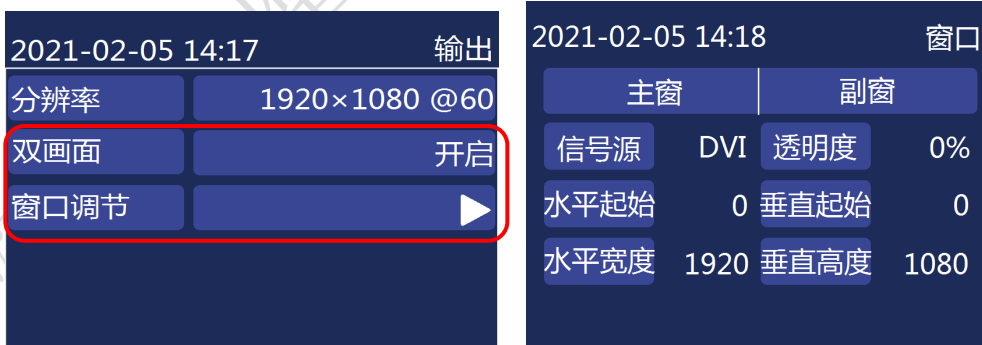 2021-02-05 14:17 输出
分辨率 1920×1080 @60
双画面 开启
窗口调节
2021-02-05 14:18 窗口
主窗 副窗
信号源 DVI 透明度 0%
水平起始 0 垂直起始 0
水平宽度 1920 垂直高度 1080